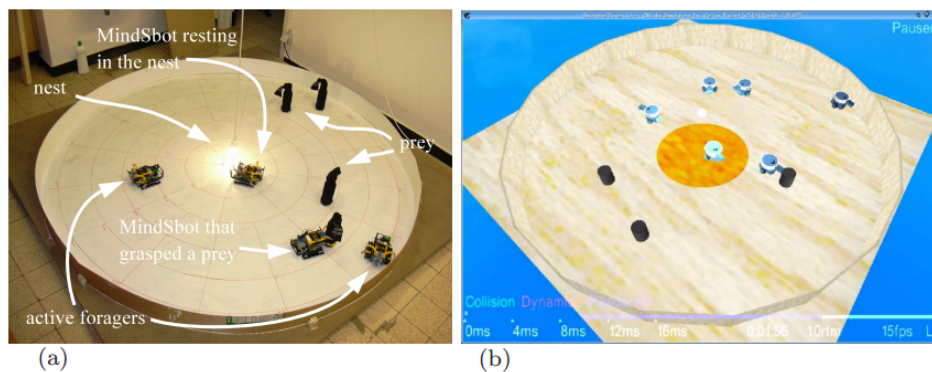 MindSbot resting
in the nest
nest
prey
MindSbot that
grasped a prey
active foragers
(a)
Paused
Collision Dynamics
0ms 4ms 8ms 12ms 16ms 0:01:56 15fps
(b)